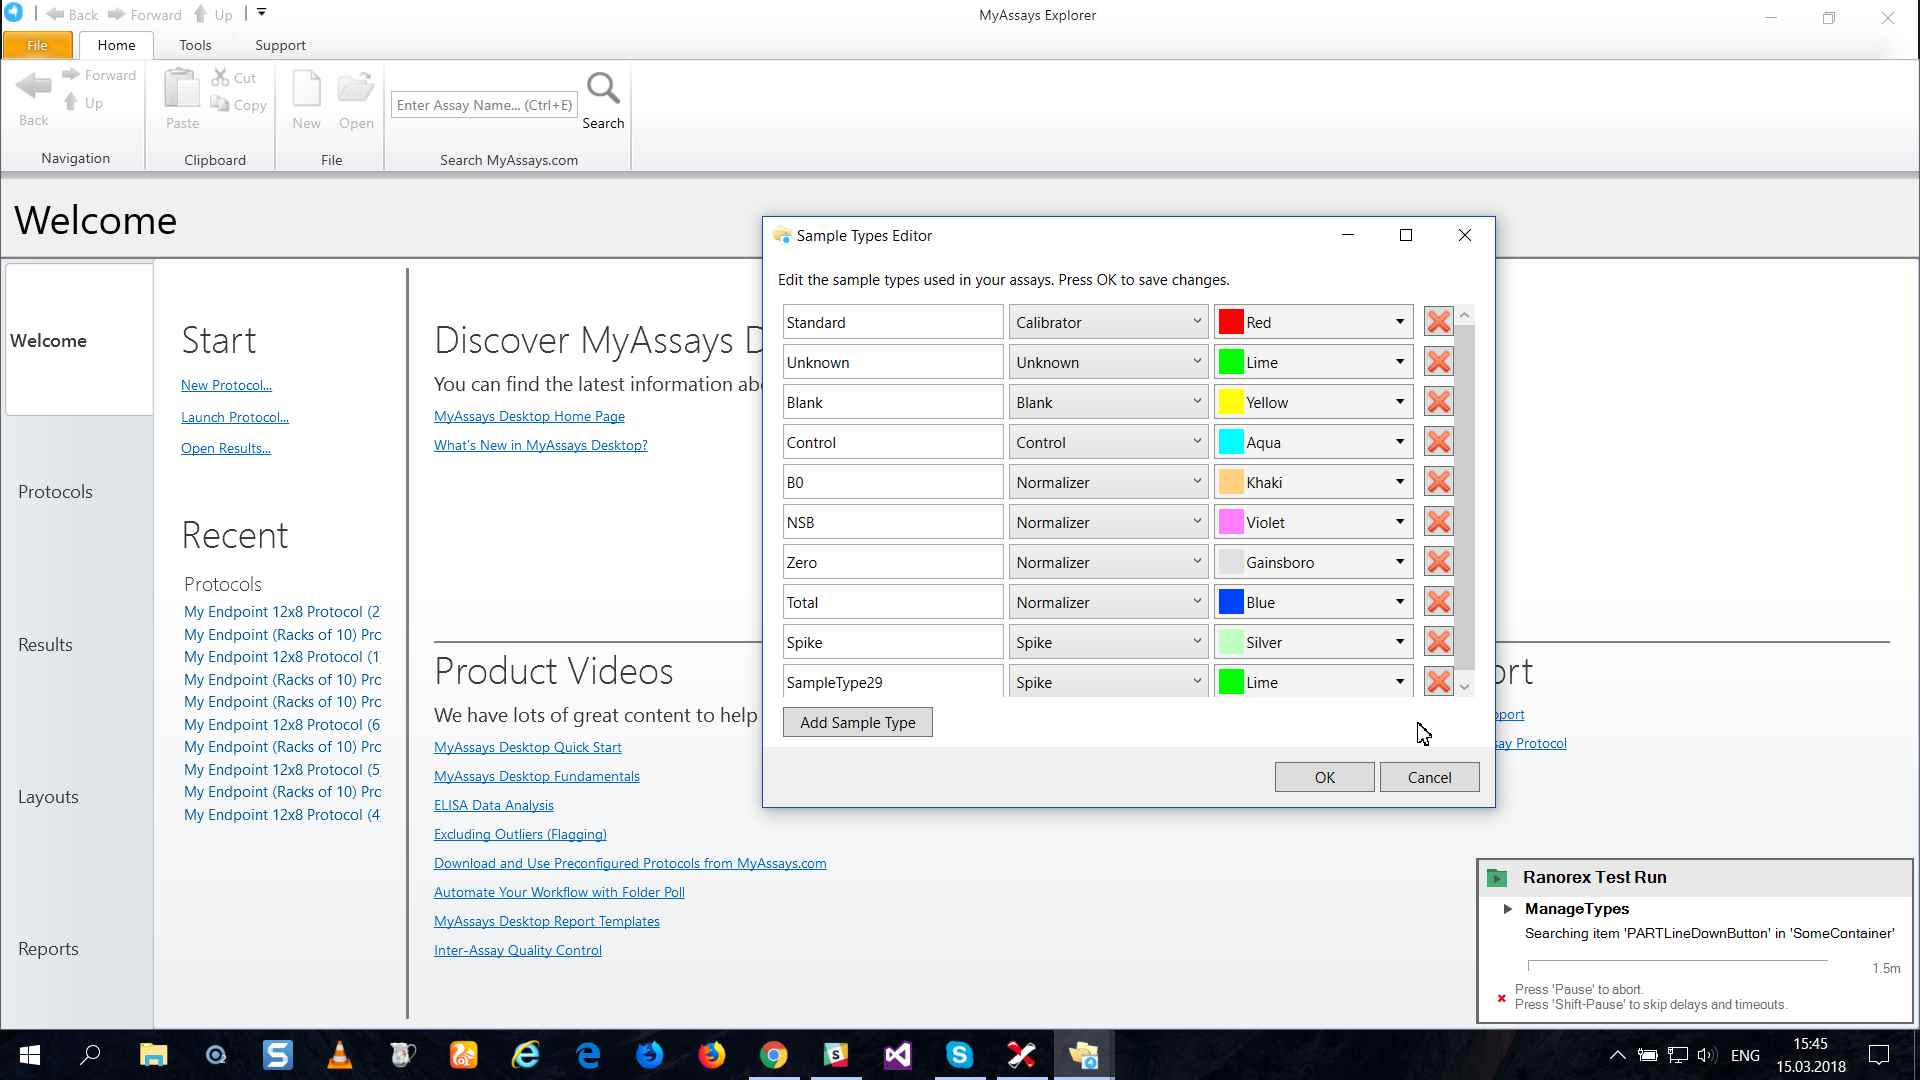 Back Forward Up
MyAssays Explorer
File Home Tools Support
Back
Forward
Up
Navigation
Paste
Cut
Copy
Clipboard
New
Open
File
Enter Assay Name... (Ctrl+E)
Search
Search MyAssays.com
Welcome
Welcome
Protocols
Results
Layouts
Reports
Start
New Protocol...
Launch Protocol...
Open Results...
Recent
Protocols
My Endpoint 12x8 Protocol (2
My Endpoint (Racks of 10) Prc
My Endpoint 12x8 Protocol (1
My Endpoint (Racks of 10) Prc
My Endpoint (Racks of 10) Prc
My Endpoint 12x8 Protocol (6
My Endpoint (Racks of 10) Prc
My Endpoint 12x8 Protocol (5
My Endpoint (Racks of 10) Prc
My Endpoint 12x8 Protocol (4
Discover MyAssays D
You can find the latest information ab
MyAssays Desktop Home Page
What's New in MyAssays Desktop?
Product Videos
We have lots of great content to help
MyAssays Desktop Quick Start
MyAssays Desktop Fundamentals
ELISA Data Analysis
Excluding Outliers (Flagging)
Download and Use Preconfigured Protocols from MyAssays.com
Automate Your Workflow with Folder Poll
MyAssays Desktop Report Templates
Inter-Assay Quality Control
ort
pport
ay Protocol
Sample Types Editor
Edit the sample types used in your assays. Press OK to save changes.
Standard Calibrator Red
Unknown Unknown Lime
Blank Blank Yellow
Control Control Aqua
B0 Normalizer Khaki
NSB Normalizer Violet
Zero Normalizer Gainsboro
Total Normalizer Blue
Spike Spike Silver
SampleType29 Spike Lime
Add Sample Type
OK Cancel
Ranorex Test Run
ManageTypes
Searching item 'PARTLineDownButton' in 'SomeContainer'
1.5m
Press 'Pause' to abort.
Press 'Shift-Pause' to skip delays and timeouts.
ENG
15:45
15.03.2018